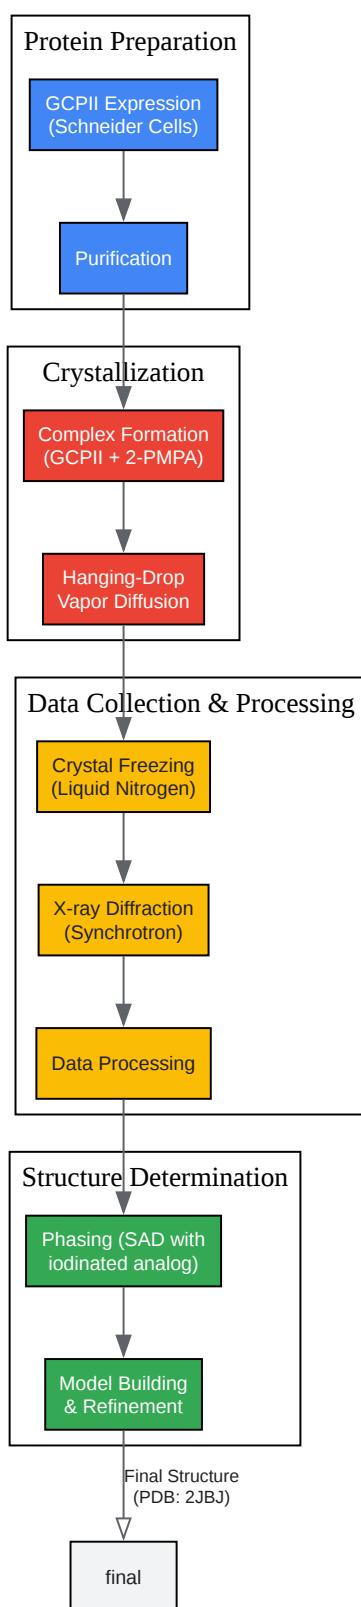 Protein Preparation
GCPII Expression
(Schneider Cells)
Purification
Crystallization
Complex Formation
(GCPII + 2-PMPA)
Hanging-Drop
Vapor Diffusion
Data Collection & Processing
Crystal Freezing
(Liquid Nitrogen)
X-ray Diffraction
(Synchrotron)
Data Processing
Structure Determination
Phasing (SAD with
iodinated analog)
Model Building
& Refinement
Final Structure
(PDB: 2JBJ)
final